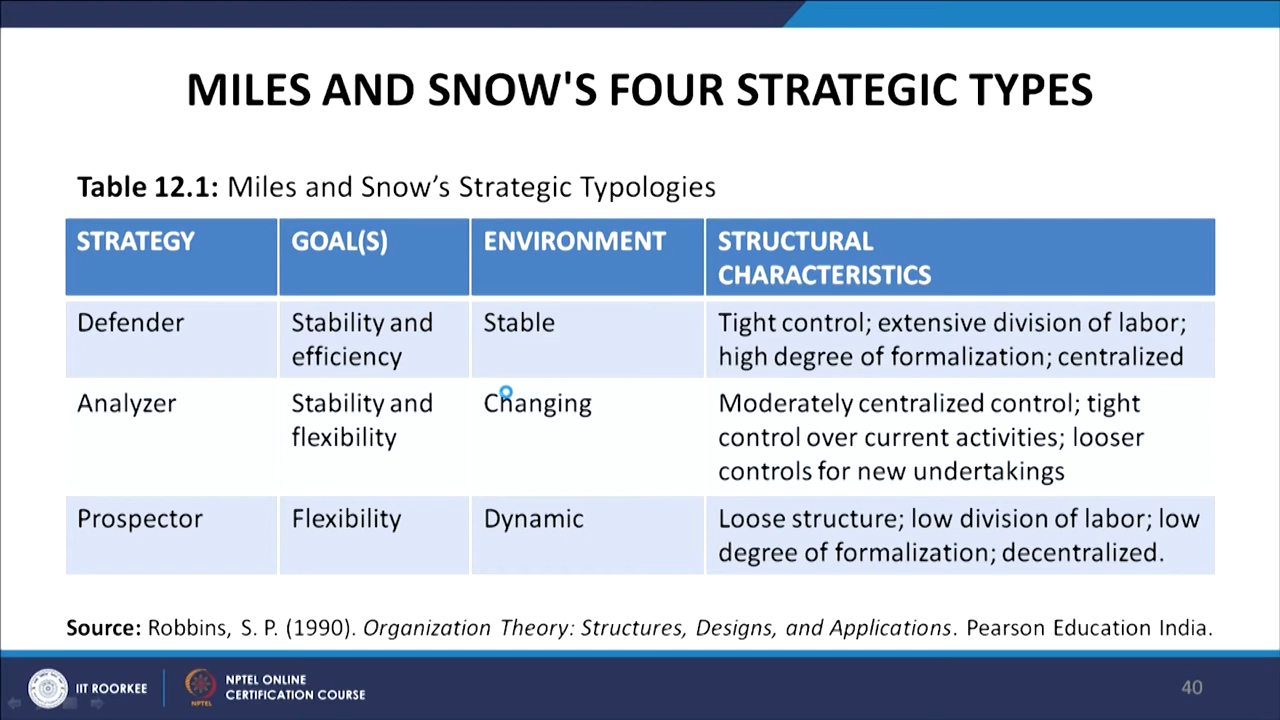 MILES AND SNOW'S FOUR STRATEGIC TYPES
Table 12.1: Miles and Snow's Strategic Typologies
STRATEGY GOAL(S) ENVIRONMENT STRUCTURAL
CHARACTERISTICS
Defender Stability and Stable Tight control; extensive division of labor;
efficiency high degree of formalization; centralized
Analyzer Stability and Changing Moderately centralized control; tight
flexibility control over current activities; looser
controls for new undertakings
Prospector Flexibility Dynamic Loose structure; low division of labor; low
degree of formalization; decentralized.
Source: Robbins, S. P. (1990). Organization Theory: Structures, Designs, and Applications. Pearson Education India.
IIT ROORKEE
NPTEL
NPTEL ONLINE
CERTIFICATION COURSE
40